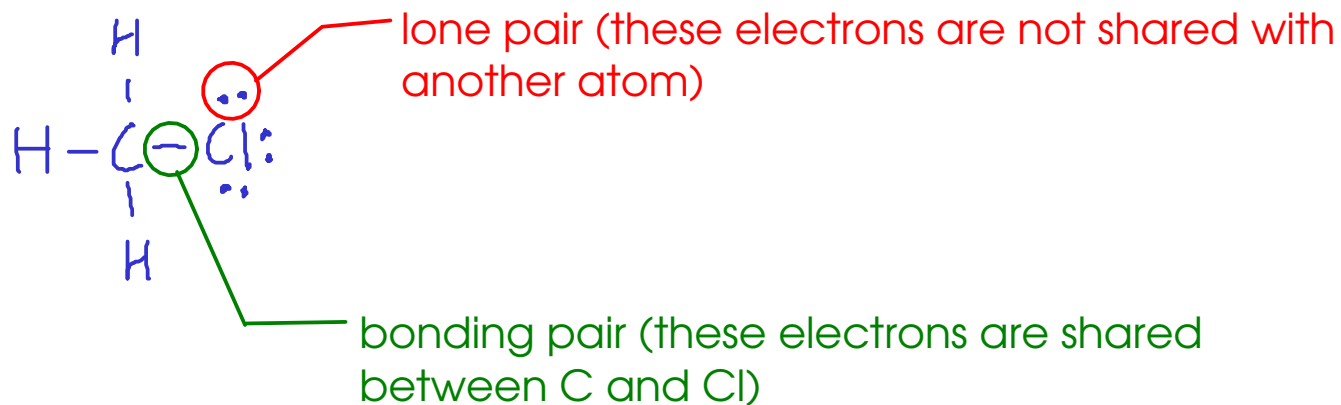 H
lone pair (these electrons are not shared with
another atom)
H – C – Cl
H
bonding pair (these electrons are shared
between C and Cl)